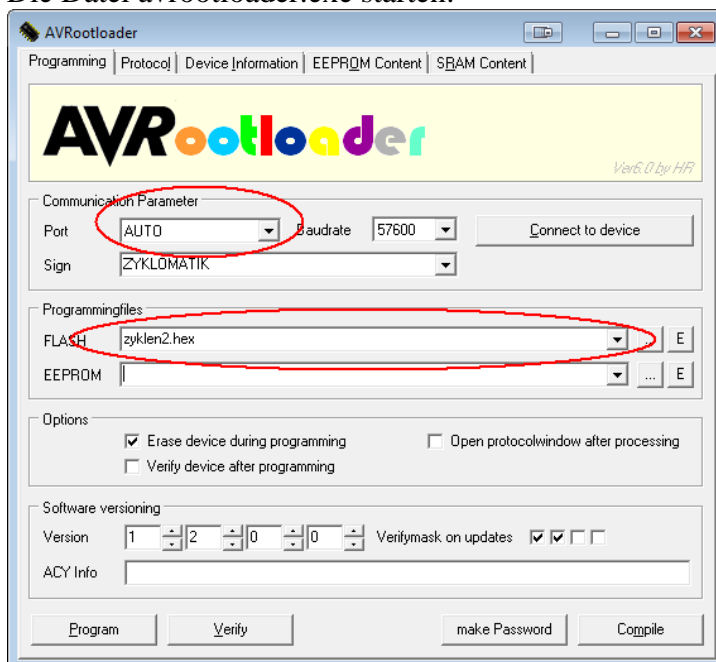 Die Datei avrootloader.exe starten:
AVRootloader
Programming Protocol Device Information EEPROM Content SRAM Content
AVRootloader
Ver6.0 by HR
Communication Parameter
Port AUTO Baudrate 57600 Connect to device
Sign ZYKLOMATIK
Programmingfiles
FLASH zyklen2.hex ... E
EEPROM ... E
Options
Erase device during programming Open protocolwindow after processing
Verify device after programming
Software versioning
Version 1 2 0 0 Verifymask on updates
ACY Info
Program Verify make Password Compile